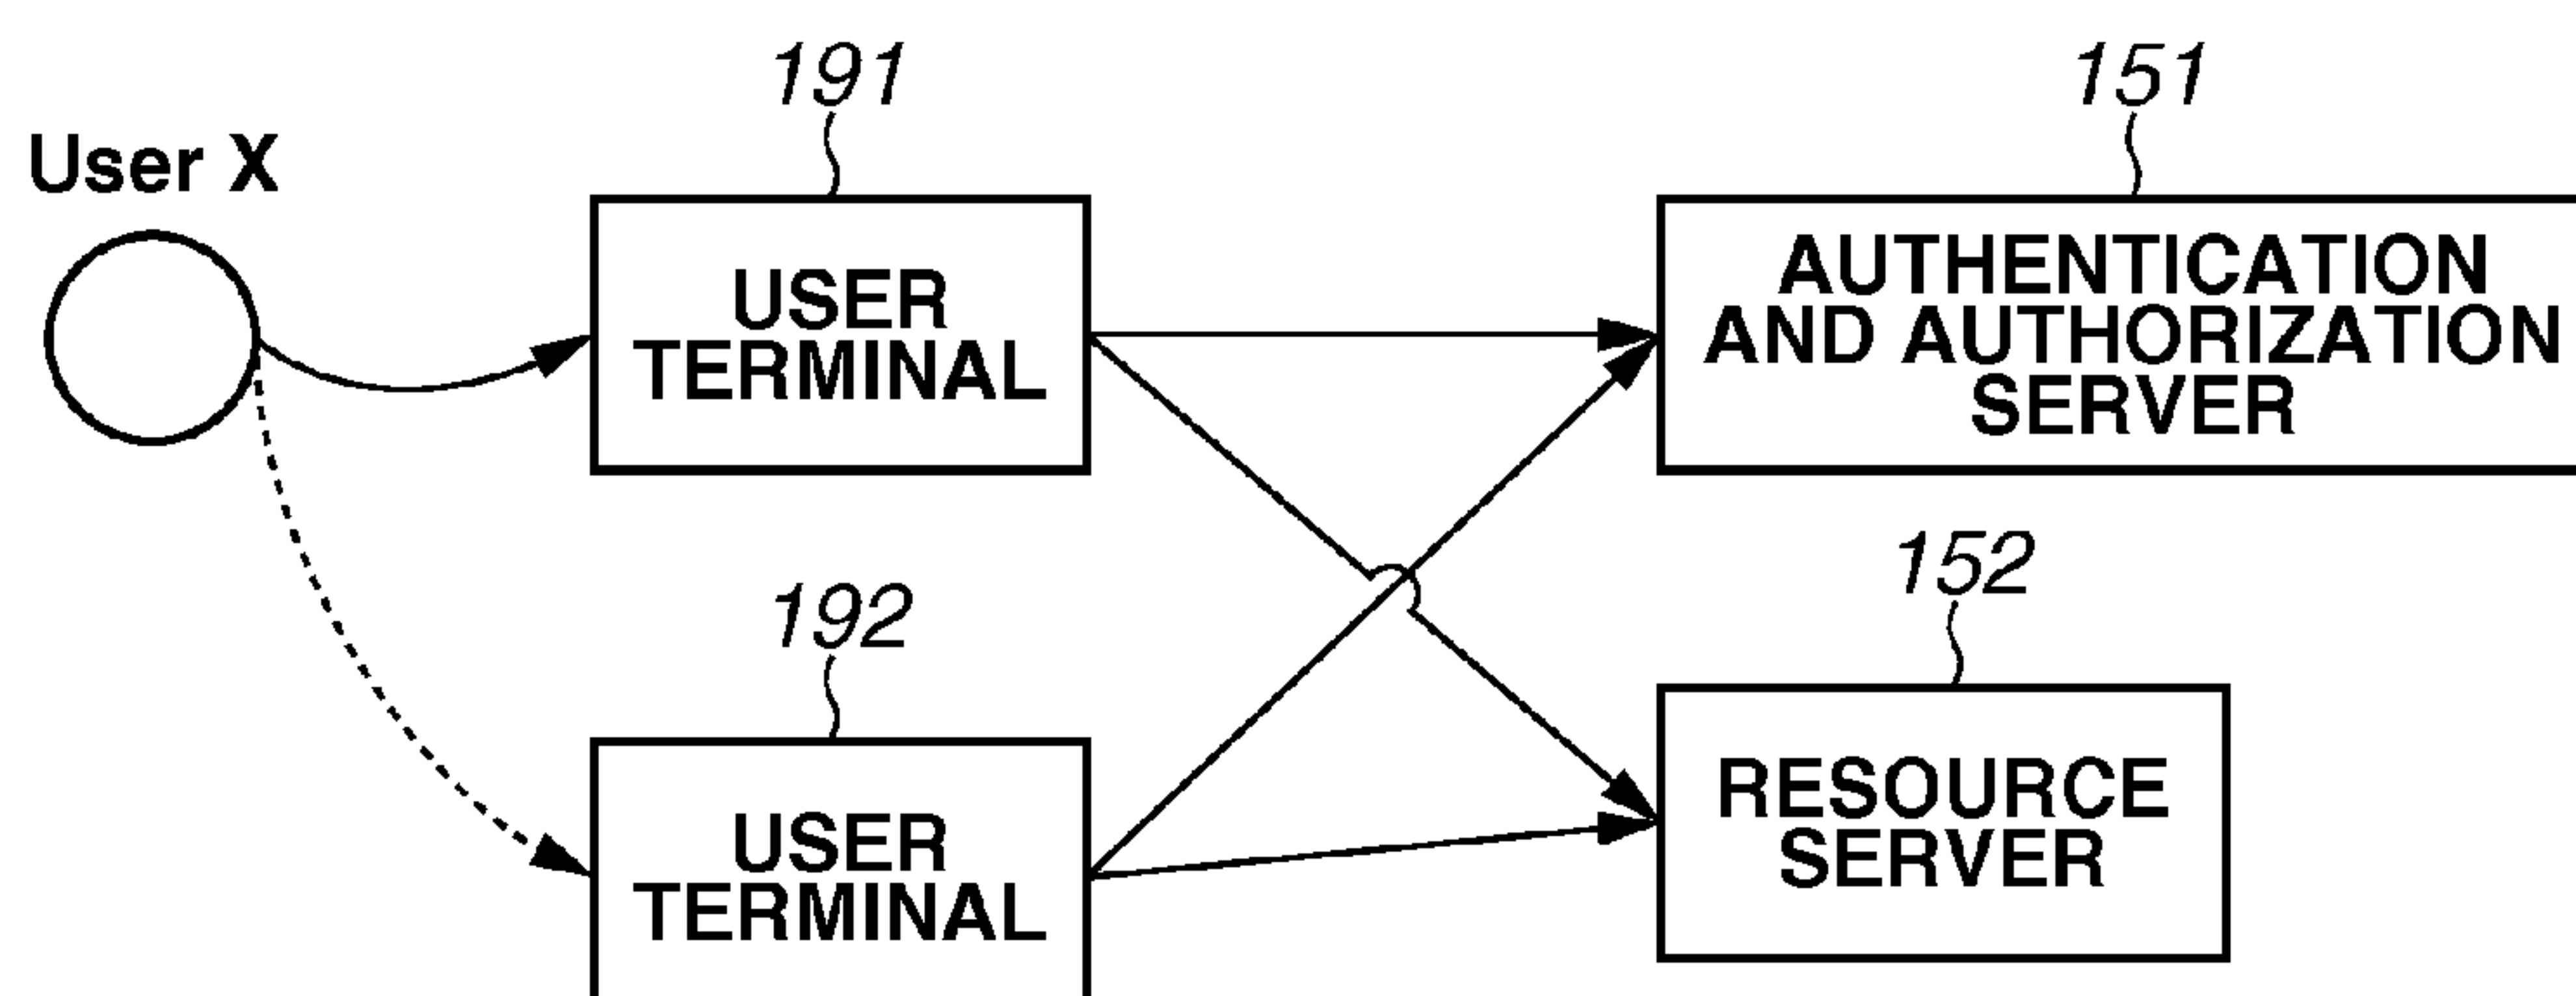 191
151
User X
USER
TERMINAL
AUTHENTICATION
AND AUTHORIZATION
SERVER
152
192
RESOURCE
SERVER
USER
TERMINAL